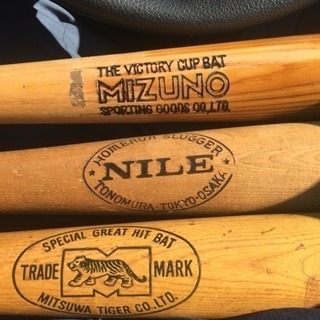 THE VICTORY CUP BAT
MIZUNO
SPORTING GOODS CO., LTD.
HOMERUN SLUGGER
NILE
TONOMURA-TOKYO-OSAKA
SPECIAL GREAT HIT BAT
TRADE M MARK
MITSUWA TIGER CO. LTD.